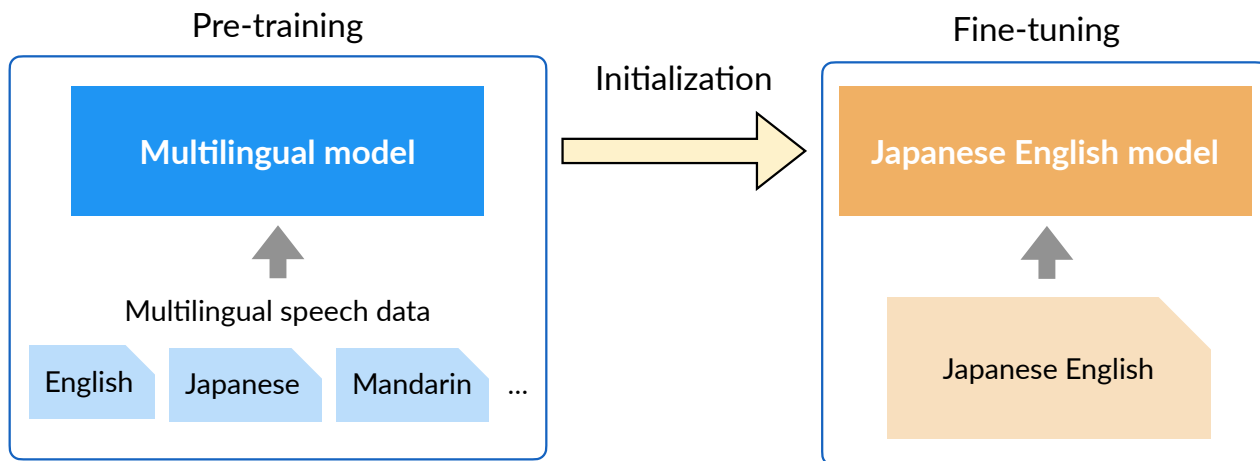 Pre-training
Multilingual model
Multilingual speech data
English
Japanese
Mandarin
...
Initialization
Fine-tuning
Japanese English model
Japanese English